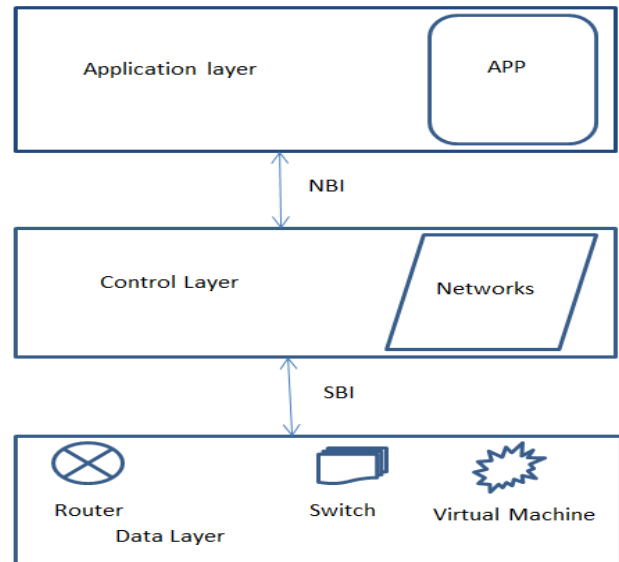 Application layer
APP
NBI
Control Layer
Networks
SBI
Router
Switch
Virtual Machine
Data Layer